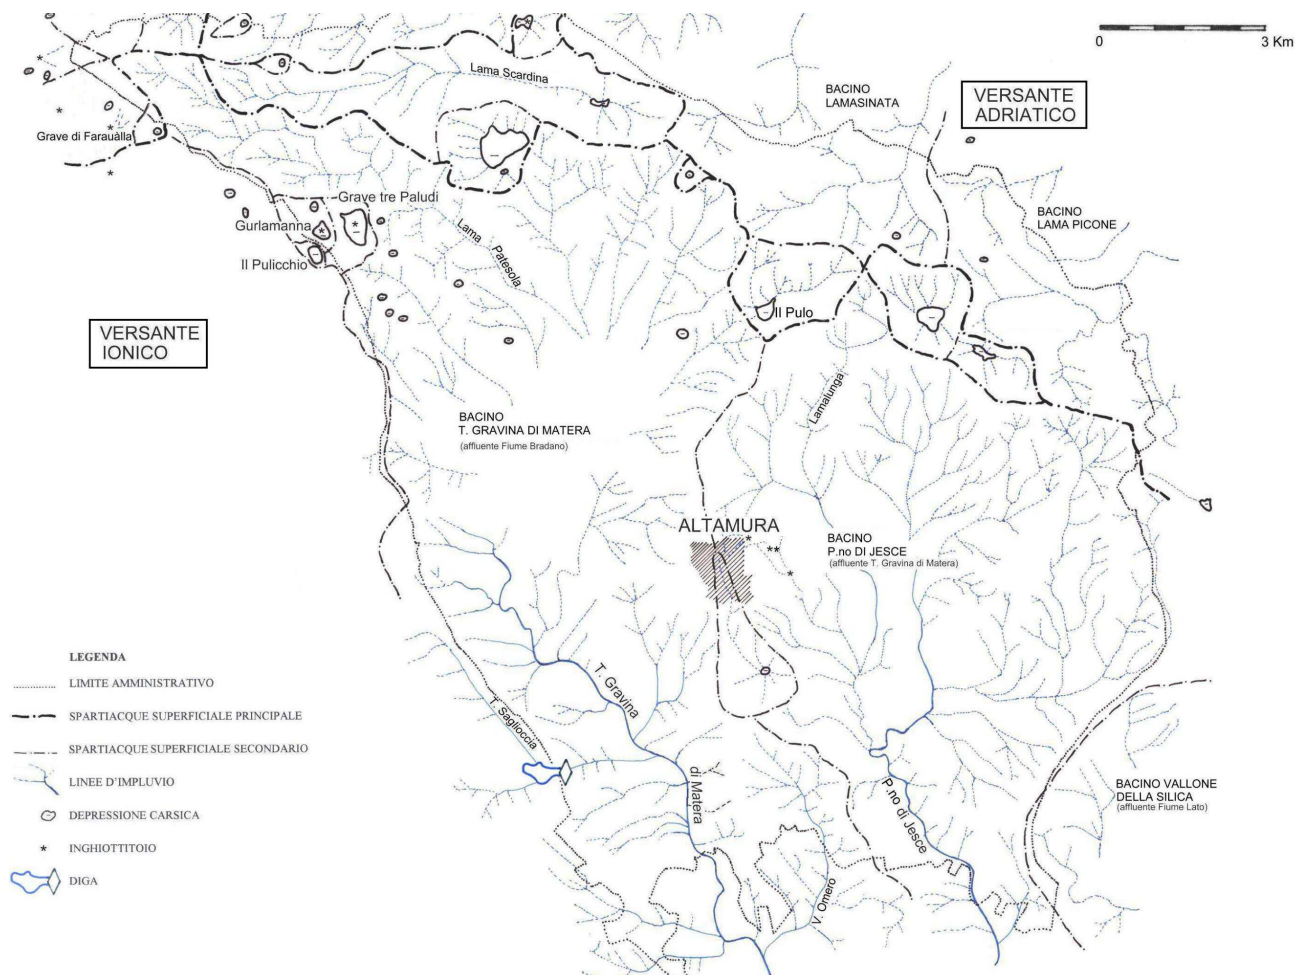 0
3 Km
Lama Scardina
BACINO
LAMASINATA
VERSANTE
ADRIATICO
Grave di Faraualla
Grave tre Paludi
Gurlamanna
Il Pulicchio
Lama Patesola
BACINO
LAMA PICONE
Il Pulo
VERSANTE
IONICO
Lamalunga
BACINO
T. GRAVINA DI MATERA
(affluente Fiume Bradano)
ALTAMURA
BACINO
P.no DI JESCE
(affluente T. Gravina di Matera)
T. Gravina
di Matera
T. Saglioccia
P.no di Jesce
V. Omero
BACINO VALLONE
DELLA SILICA
(affluente Fiume Lato)
LEGENDA
LIMITE AMMINISTRATIVO
SPARTIACQUE SUPERFICIALE PRINCIPALE
SPARTIACQUE SUPERFICIALE SECONDARIO
LINEE D'IMPLUVIO
DEPRESSIONE CARSICA
INGHIOTTITOIO
DIGA